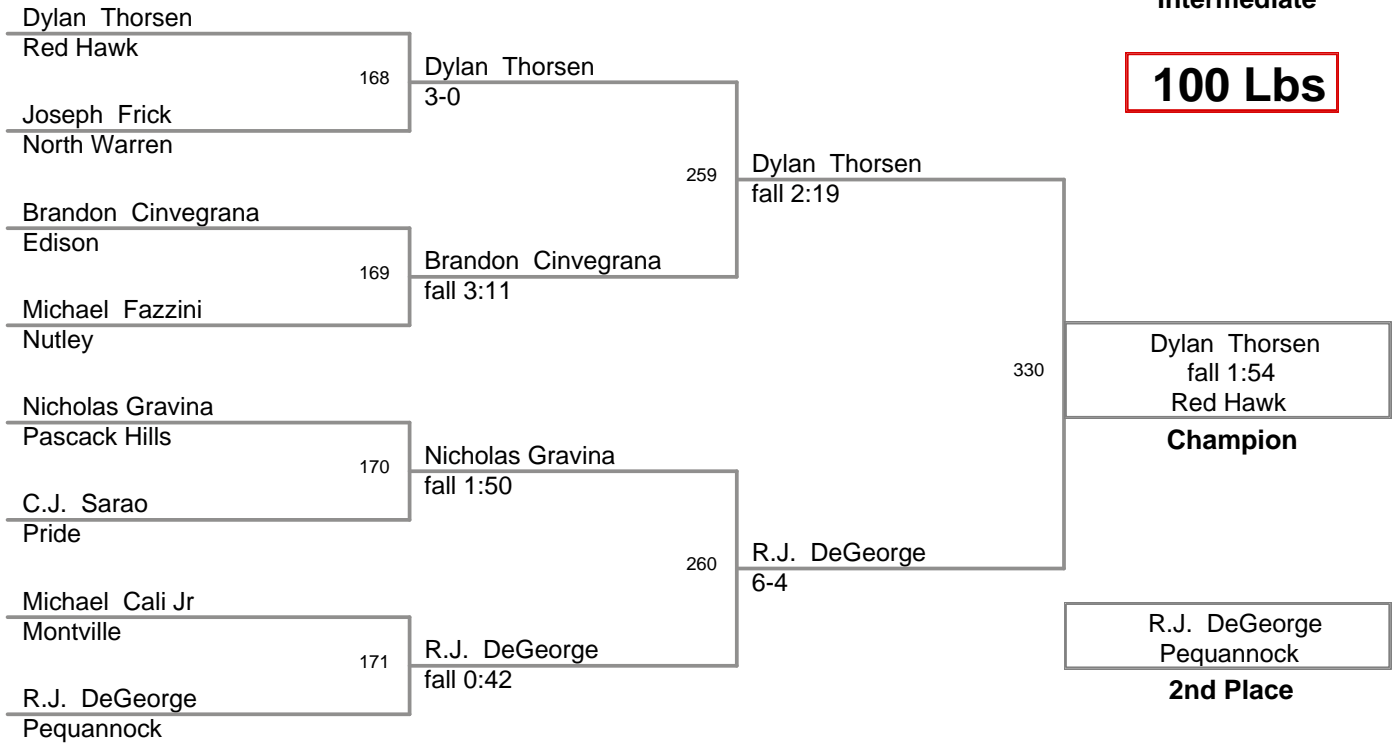 Intermediate
100 Lbs
Dylan Thorsen
Red Hawk
168
Joseph Frick
North Warren
Dylan Thorsen
3-0
Brandon Cinvegrana
Edison
169
Michael Fazzini
Nutley
Brandon Cinvegrana
fall 3:11
259
Dylan Thorsen
fall 2:19
Nicholas Gravina
Pascack Hills
170
C.J. Sarao
Pride
Nicholas Gravina
fall 1:50
Michael Cali Jr
Montville
171
R.J. DeGeorge
Pequannock
R.J. DeGeorge
fall 0:42
260
R.J. DeGeorge
6-4
330
Dylan Thorsen
fall 1:54
Red Hawk
Champion
R.J. DeGeorge
Pequannock
2nd Place